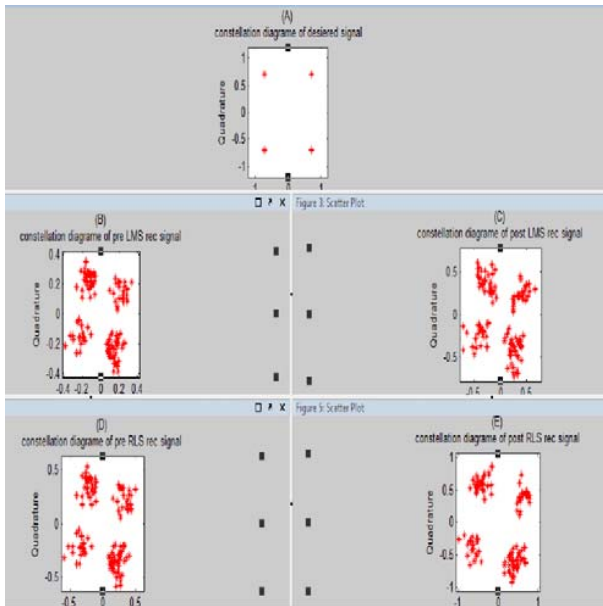 (A)
constellation diagrame of desiered signal
1
0.5
0
-0.5
-1
Quadrature
-1 0 1
(B)
constellation diagrame of pre LMS rec signal
0.4
0.2
0
-0.2
-0.4
Quadrature
-0.4 -0.2 0 0.2 0.4
Figure 3: Scatter Plot
(C)
constellation diagrame of post LMS rec signal
0.5
0
-0.5
Quadrature
-0.5 0 0.5
(D)
constellation diagrame of pre RLS rec signal
0.5
0
-0.5
Quadrature
-0.5 0 0.5
Figure 5: Scatter Plot
(E)
constellation diagrame of post RLS rec signal
1
0.5
0
-0.5
-1
Quadrature
-1 0 1